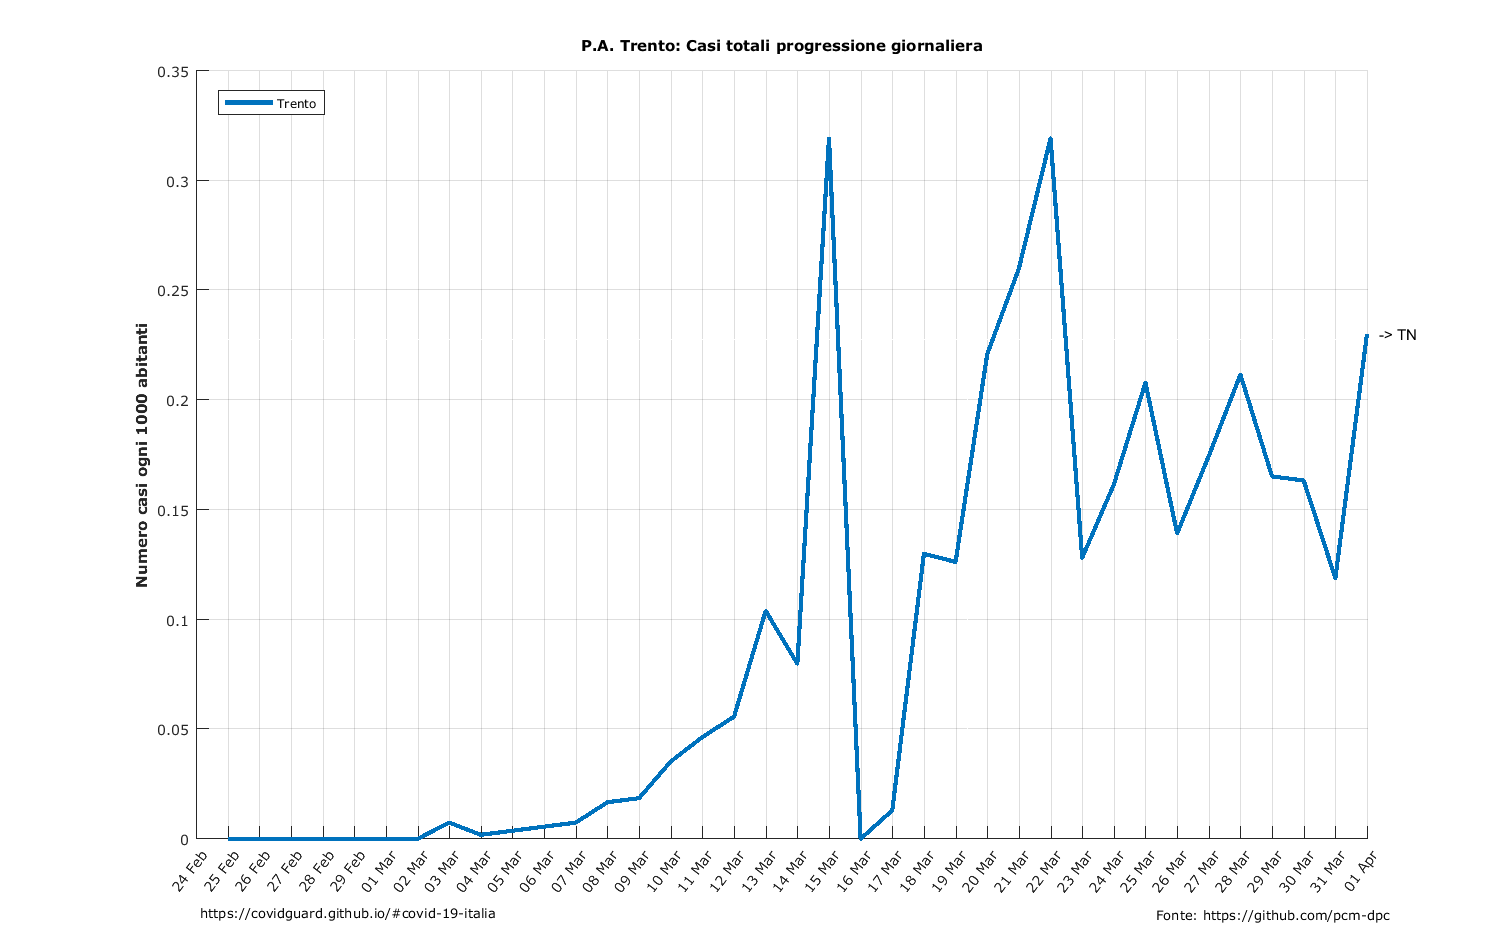 P.A. Trento: Casi totali progressione giornaliera
Trento
Numero casi ogni 1000 abitanti
0.35
0.3
0.25
0.2
0.15
0.1
0.05
0
-> TN
24 Feb
25 Feb
26 Feb
27 Feb
28 Feb
29 Feb
01 Mar
02 Mar
03 Mar
04 Mar
05 Mar
06 Mar
07 Mar
08 Mar
09 Mar
10 Mar
11 Mar
12 Mar
13 Mar
14 Mar
15 Mar
16 Mar
17 Mar
18 Mar
19 Mar
20 Mar
21 Mar
22 Mar
23 Mar
24 Mar
25 Mar
26 Mar
27 Mar
28 Mar
29 Mar
30 Mar
31 Mar
01 Apr
https://covidguard.github.io/#covid-19-italia
Fonte: https://github.com/pcm-dpc